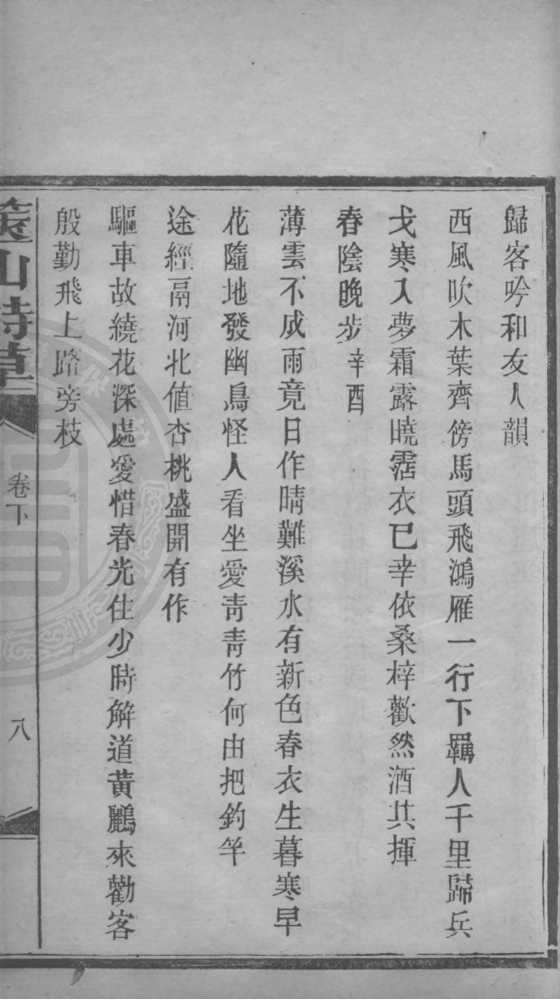 歸客吟和友人韻
西風吹木葉齊傍馬頭飛鴻雁一行下羈人千里歸兵
戈寒入夢霜露曉霑衣已幸依桑梓歡然酒共揮
春陰晚步辛酉
薄雲不成雨竟日作晴難溪水有新色春衣生暮寒早
花隨地發幽鳥怪人看坐愛靑靑竹何由把釣竿
途經鬲河北值杏桃盛開有作
驅車故繞花深處愛惜春光住少時解道黃鸝來勸客
殷勤飛上路旁枝
山詩草
卷下
八